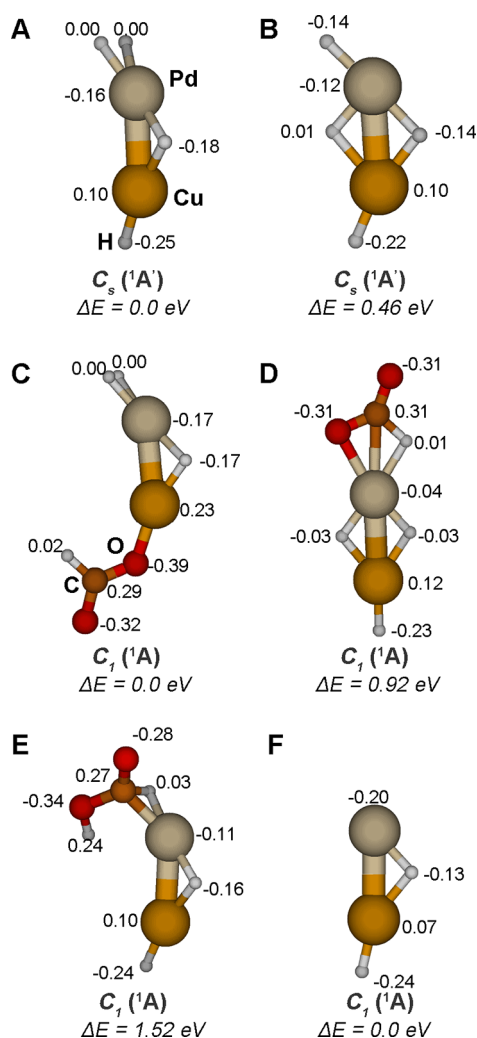 A
0.00 0.00
Pd
-0.16
-0.18
0.10
Cu
H
-0.25
Cs (¹A')
ΔE = 0.0 eV
B
-0.14
-0.12
0.01
-0.14
0.10
-0.22
Cs (¹A')
ΔE = 0.46 eV
C
0.00 0.00
-0.17
-0.17
0.23
0.02
O
-0.39
C
0.29
-0.32
C1 (¹A)
ΔE = 0.0 eV
D
-0.31
-0.31
0.31
0.01
-0.04
-0.03
-0.03
0.12
-0.23
C1 (¹A)
ΔE = 0.92 eV
E
-0.28
0.27
0.03
-0.34
0.24
-0.11
-0.16
0.10
-0.24
C1 (¹A)
ΔE = 1.52 eV
F
-0.20
-0.13
0.07
-0.24
C1 (¹A)
ΔE = 0.0 eV